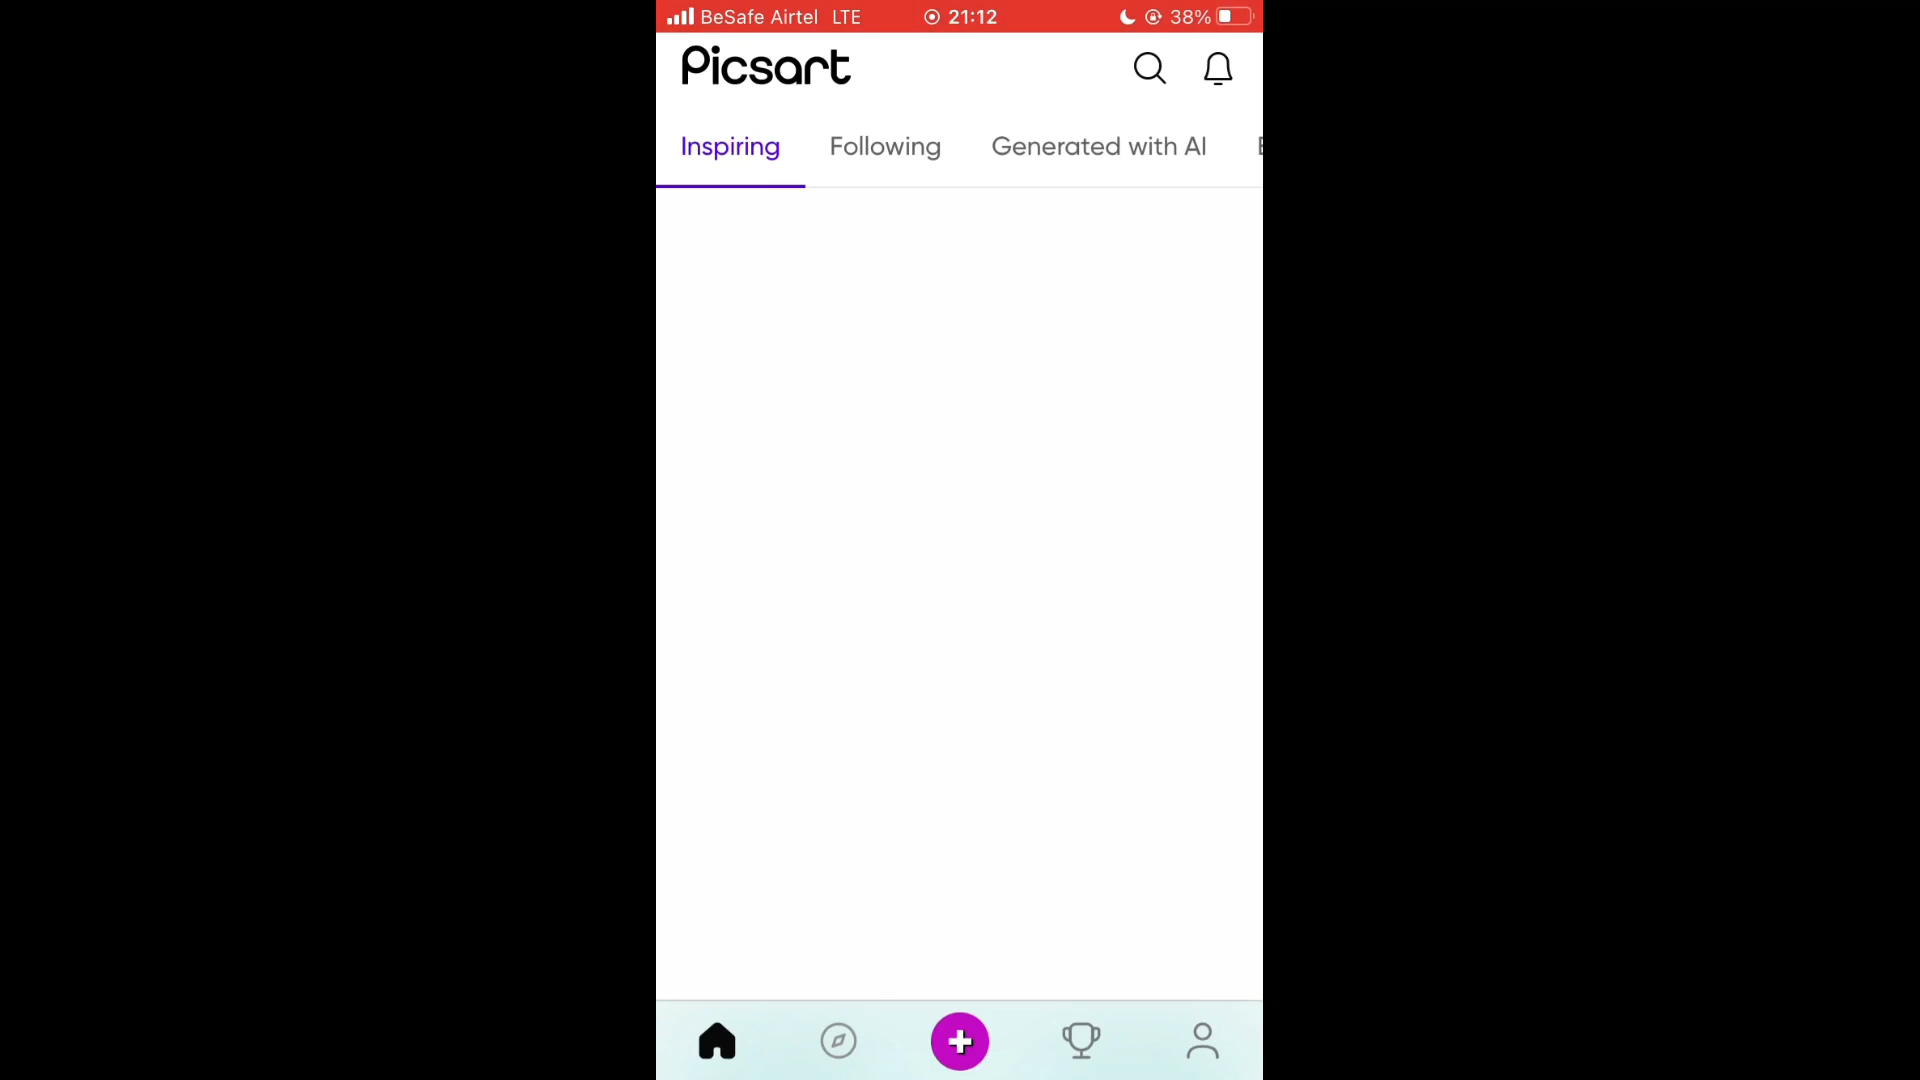 BeSafe Airtel LTE 21:12 38%
Picsart
Inspiring Following Generated with AI